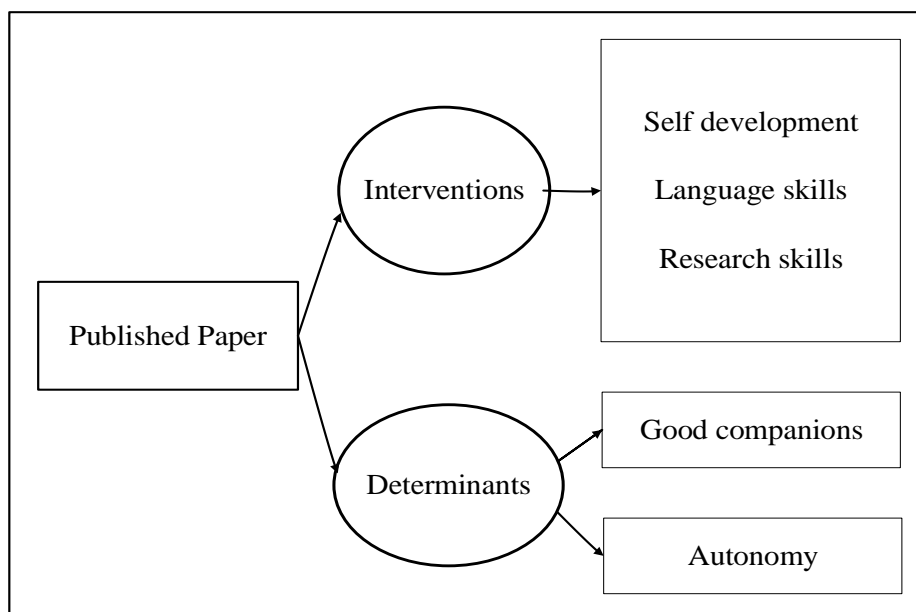 Published Paper
Interventions
Self development
Language skills
Research skills
Determinants
Good companions
Autonomy